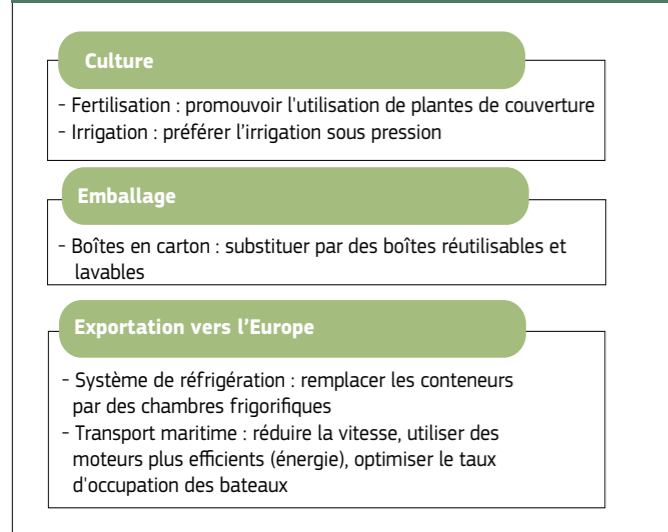 Culture
- Fertilisation : promouvoir l'utilisation de plantes de couverture
- Irrigation : préférer l’irrigation sous pression
Emballage
- Boîtes en carton : substituer par des boîtes réutilisables et
lavables
Exportation vers l’Europe
- Système de réfrigération : remplacer les conteneurs
par des chambres frigorifiques
- Transport maritime : réduire la vitesse, utiliser des
moteurs plus efficients (énergie), optimiser le taux
d'occupation des bateaux